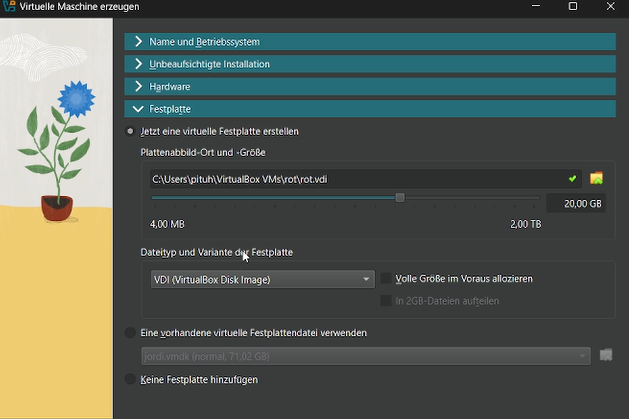 Virtuelle Maschine erzeugen
Name und Betriebssystem
Unbeaufsichtigte Installation
Hardware
Festplatte
Jetzt eine virtuelle Festplatte erstellen
Plattenabbild-Ort und -Größe
C:\Users\pituh\VirtualBox VMs\rot\rot.vdi
20,00 GB
4,00 MB 2,00 TB
Dateityp und Variante der Festplatte
VDI (VirtualBox Disk Image) Volle Größe im Voraus allozieren
In 2GB-Dateien aufteilen
Eine vorhandene virtuelle Festplattendatei verwenden
jordi.vmdk (normal, 71,02 GB)
Keine Festplatte hinzufügen